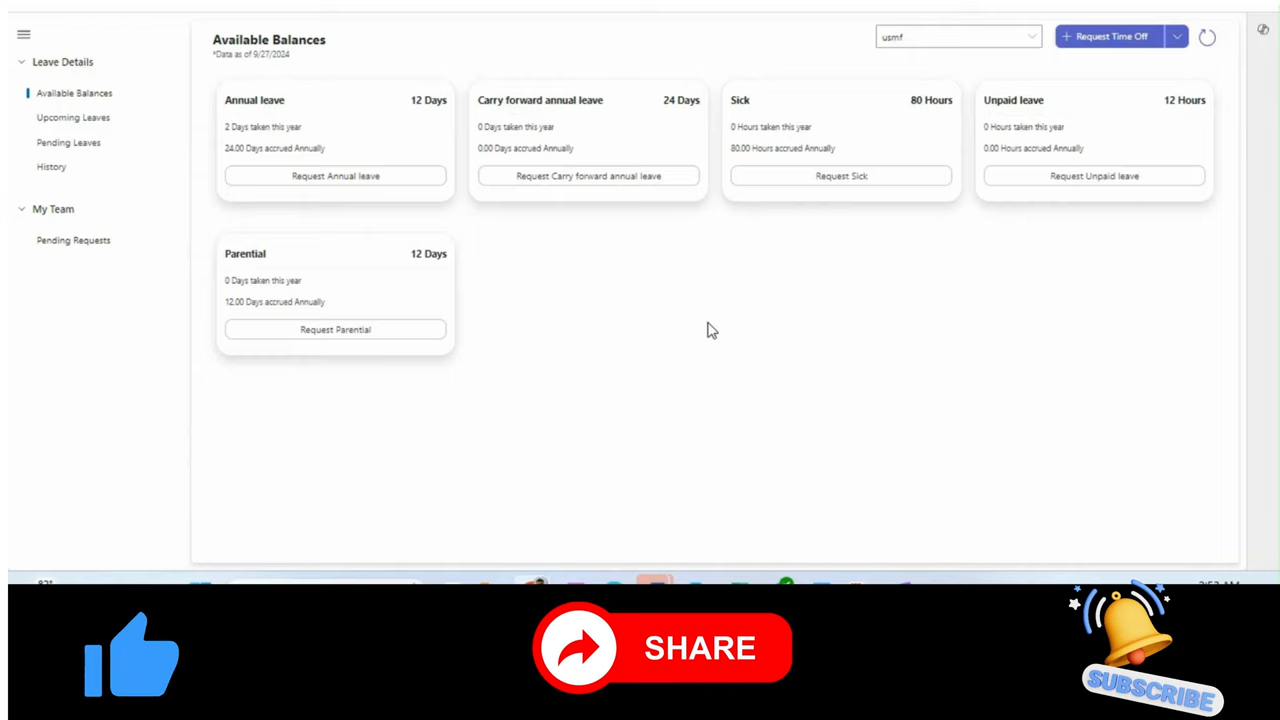 Available Balances
*Data as of 9/27/2024
usmf
+ Request Time Off
Leave Details
Available Balances
Upcoming Leaves
Pending Leaves
History
My Team
Pending Requests
Annual leave 12 Days
2 Days taken this year
24.00 Days accrued Annually
Request Annual leave
Carry forward annual leave 24 Days
0 Days taken this year
0.00 Days accrued Annually
Request Carry forward annual leave
Sick 80 Hours
0 Hours taken this year
80.00 Hours accrued Annually
Request Sick
Unpaid leave 12 Hours
0 Hours taken this year
0.00 Hours accrued Annually
Request Unpaid leave
Parential 12 Days
0 Days taken this year
12.00 Days accrued Annually
Request Parential
SHARE
SUBSCRIBE